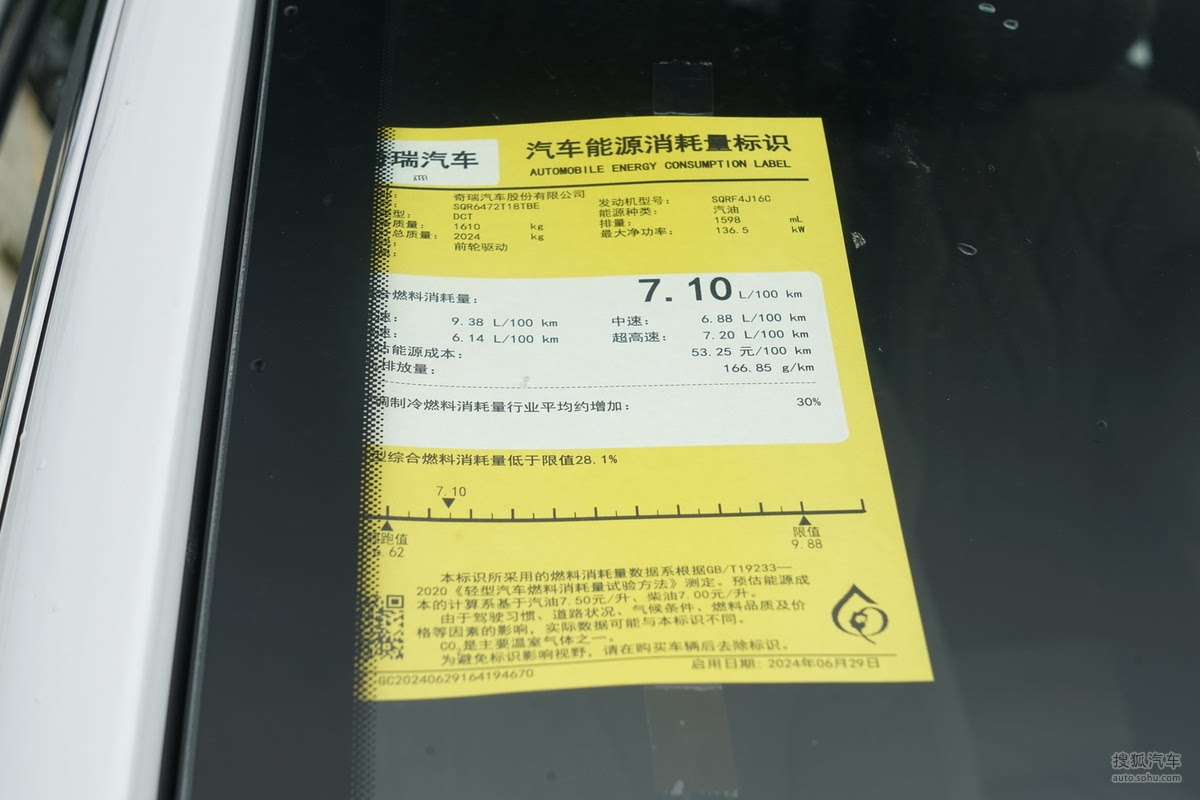 瑞汽车
汽车能源消耗量标识
AUTOMOBILE ENERGY CONSUMPTION LABEL
奇瑞汽车股份有限公司
发动机型号: SQRF4J16C
SQR6472T18TBE
能源种类: 汽油
型: DCT
排量: 1598 mL
质量: 1610 kg
最大净功率: 136.5 kW
总质量: 2024 kg
前轮驱动
燃料消耗量: 7.10 L/100 km
速: 9.38 L/100 km 中速: 6.88 L/100 km
速: 6.14 L/100 km 超高速: 7.20 L/100 km
能源成本: 53.25 元/100 km
排放量: 166.85 g/km
制冷燃料消耗量行业平均约增加: 30%
型综合燃料消耗量低于限值28.1%
7.10
跑值
.62
限值
9.88
本标识所采用的燃料消耗量数据系根据GB/T19233—
2020《轻型汽车燃料消耗量试验方法》测定。预估能源成
本的计算系基于汽油7.50元/升、柴油7.00元/升。
由于驾驶习惯、道路状况、气候条件、燃料品质及价
格等因素的影响，实际数据可能与本标识不同。
CO₂是主要温室气体之一。
为避免标识影响视野，请在购买车辆后去除标识。
GC20240629164194670
启用日期: 2024年06月29日
搜狐汽车
auto.sohu.com